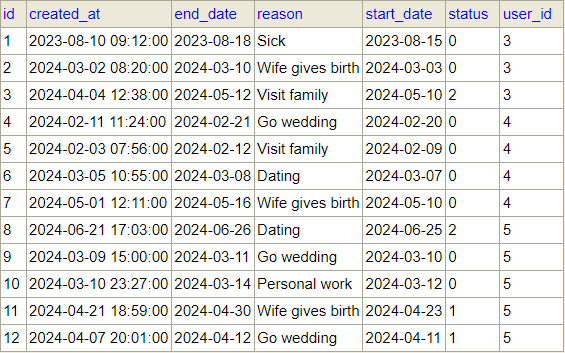 id created_at end_date reason start_date status user_id
1 2023-08-10 09:12:00 2023-08-18 Sick 2023-08-15 0 3
2 2024-03-02 08:20:00 2024-03-10 Wife gives birth 2024-03-03 0 3
3 2024-04-04 12:38:00 2024-05-12 Visit family 2024-05-10 2 3
4 2024-02-11 11:24:00 2024-02-21 Go wedding 2024-02-20 0 4
5 2024-02-03 07:56:00 2024-02-12 Visit family 2024-02-09 0 4
6 2024-03-05 10:55:00 2024-03-08 Dating 2024-03-07 0 4
7 2024-05-01 12:11:00 2024-05-16 Wife gives birth 2024-05-10 0 4
8 2024-06-21 17:03:00 2024-06-26 Dating 2024-06-25 2 5
9 2024-03-09 15:00:00 2024-03-11 Go wedding 2024-03-10 0 5
10 2024-03-10 23:27:00 2024-03-14 Personal work 2024-03-12 0 5
11 2024-04-21 18:59:00 2024-04-30 Wife gives birth 2024-04-23 1 5
12 2024-04-07 20:01:00 2024-04-12 Go wedding 2024-04-11 1 5